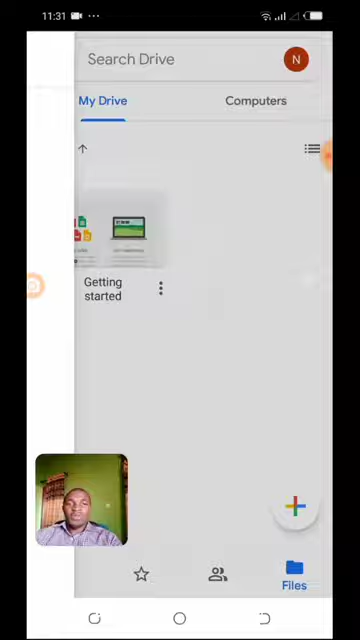 11:31
Search Drive
N
My Drive
Computers
Getting
started
Files